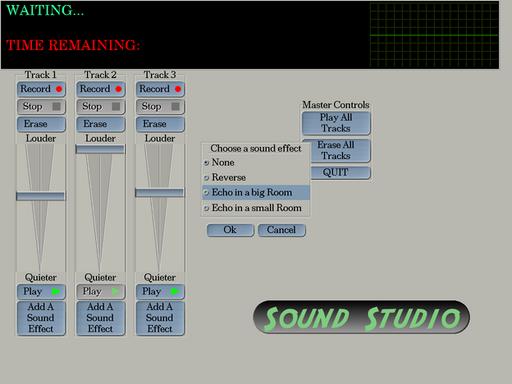 WAITING...
TIME REMAINING:
Track 1
Track 2
Track 3
Record
Record
Record
Stop
Stop
Stop
Erase
Erase
Erase
Louder
Louder
Louder
Quieter
Quieter
Quieter
Play
Play
Play
Add A
Sound
Effect
Add A
Sound
Effect
Add A
Sound
Effect
Choose a sound effect
None
Reverse
Echo in a big Room
Echo in a small Room
Ok
Cancel
Master Controls
Play All
Tracks
Erase All
Tracks
QUIT
SOUND STUDIO